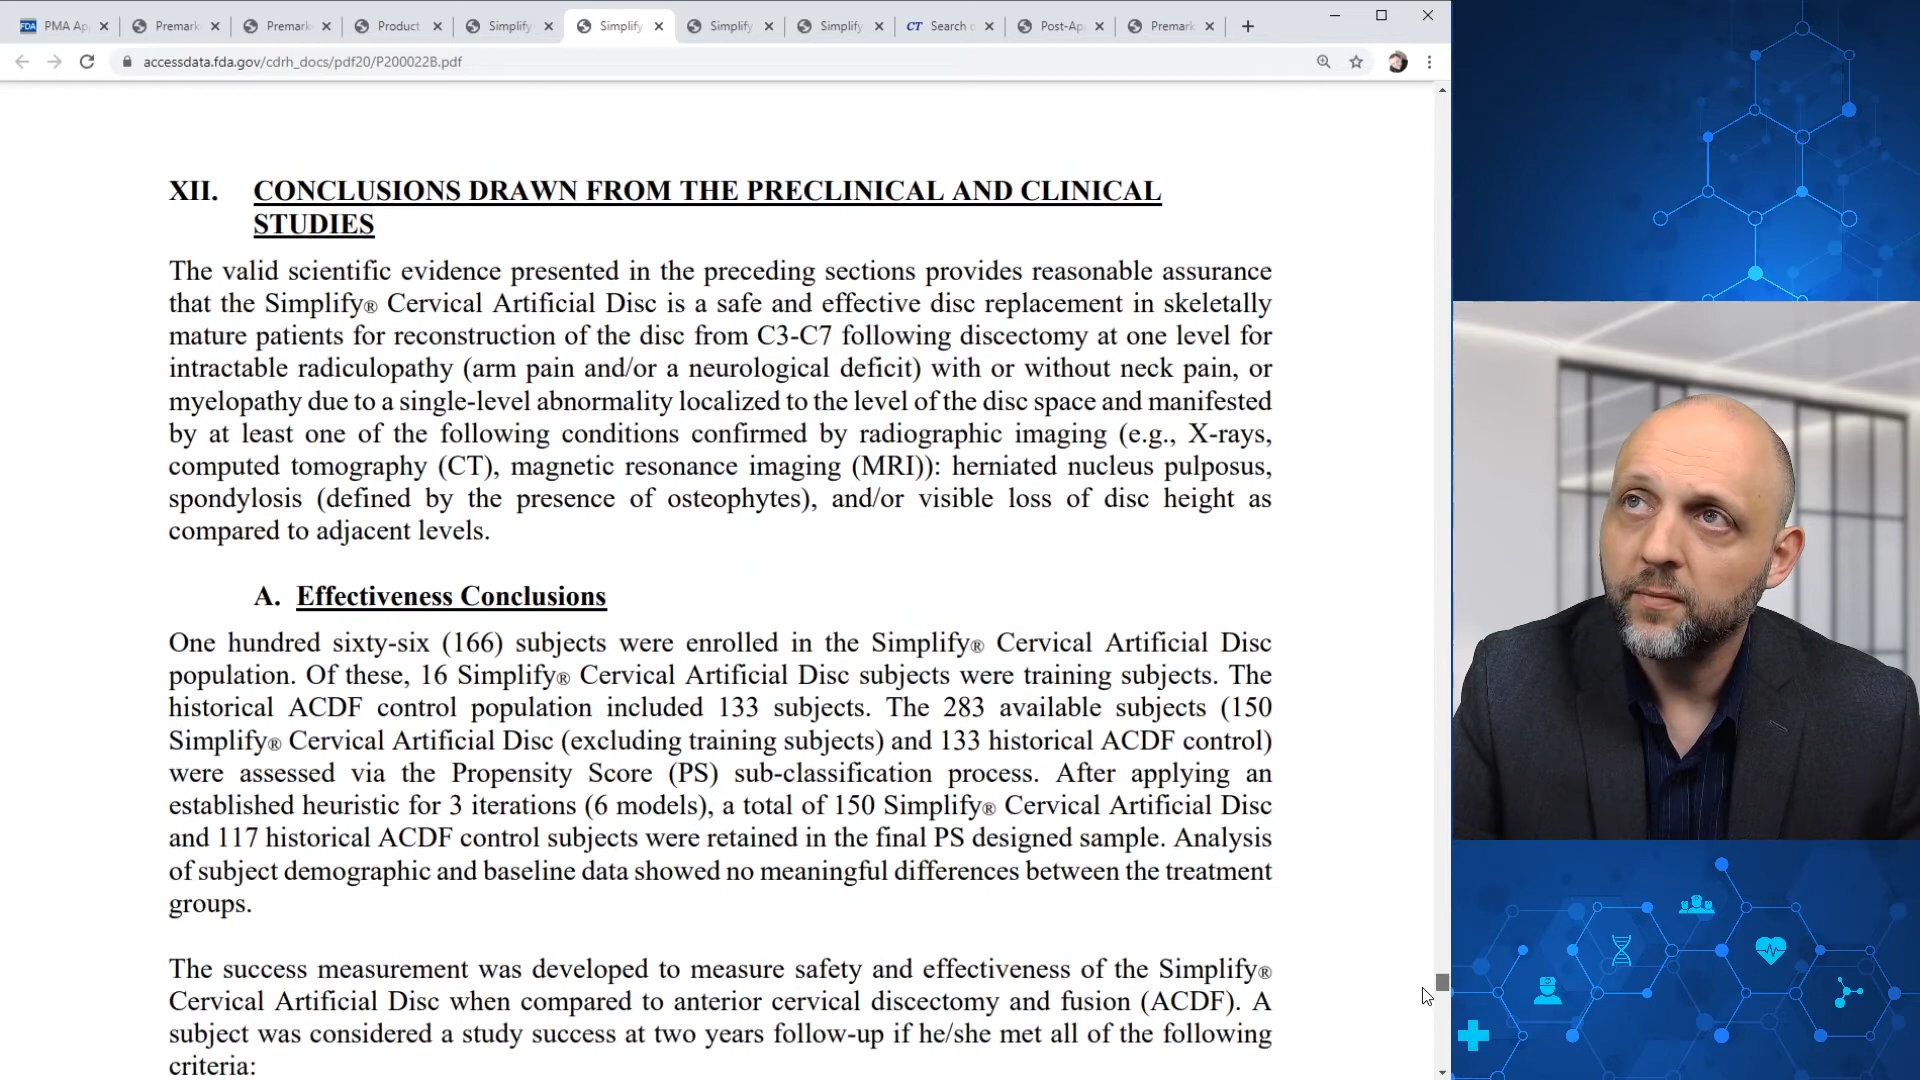 FDA PMA Ap
Premark
Premark
Product
Simplify
Simplify
Simplify
Simplify
CT Search o
Post-Ap
Premark
accessdata.fda.gov/cdrh_docs/pdf20/P200022B.pdf
XII. CONCLUSIONS DRAWN FROM THE PRECLINICAL AND CLINICAL
STUDIES
The valid scientific evidence presented in the preceding sections provides reasonable assurance
that the Simplify® Cervical Artificial Disc is a safe and effective disc replacement in skeletally
mature patients for reconstruction of the disc from C3-C7 following discectomy at one level for
intractable radiculopathy (arm pain and/or a neurological deficit) with or without neck pain, or
myelopathy due to a single-level abnormality localized to the level of the disc space and manifested
by at least one of the following conditions confirmed by radiographic imaging (e.g., X-rays,
computed tomography (CT), magnetic resonance imaging (MRI)): herniated nucleus pulposus,
spondylosis (defined by the presence of osteophytes), and/or visible loss of disc height as
compared to adjacent levels.
A. Effectiveness Conclusions
One hundred sixty-six (166) subjects were enrolled in the Simplify® Cervical Artificial Disc
population. Of these, 16 Simplify® Cervical Artificial Disc subjects were training subjects. The
historical ACDF control population included 133 subjects. The 283 available subjects (150
Simplify® Cervical Artificial Disc (excluding training subjects) and 133 historical ACDF control)
were assessed via the Propensity Score (PS) sub-classification process. After applying an
established heuristic for 3 iterations (6 models), a total of 150 Simplify® Cervical Artificial Disc
and 117 historical ACDF control subjects were retained in the final PS designed sample. Analysis
of subject demographic and baseline data showed no meaningful differences between the treatment
groups.
The success measurement was developed to measure safety and effectiveness of the Simplify®
Cervical Artificial Disc when compared to anterior cervical discectomy and fusion (ACDF). A
subject was considered a study success at two years follow-up if he/she met all of the following
criteria: